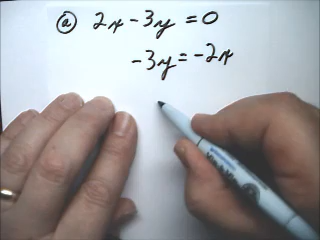 ⓐ 2x - 3y = 0
-3y = -2x